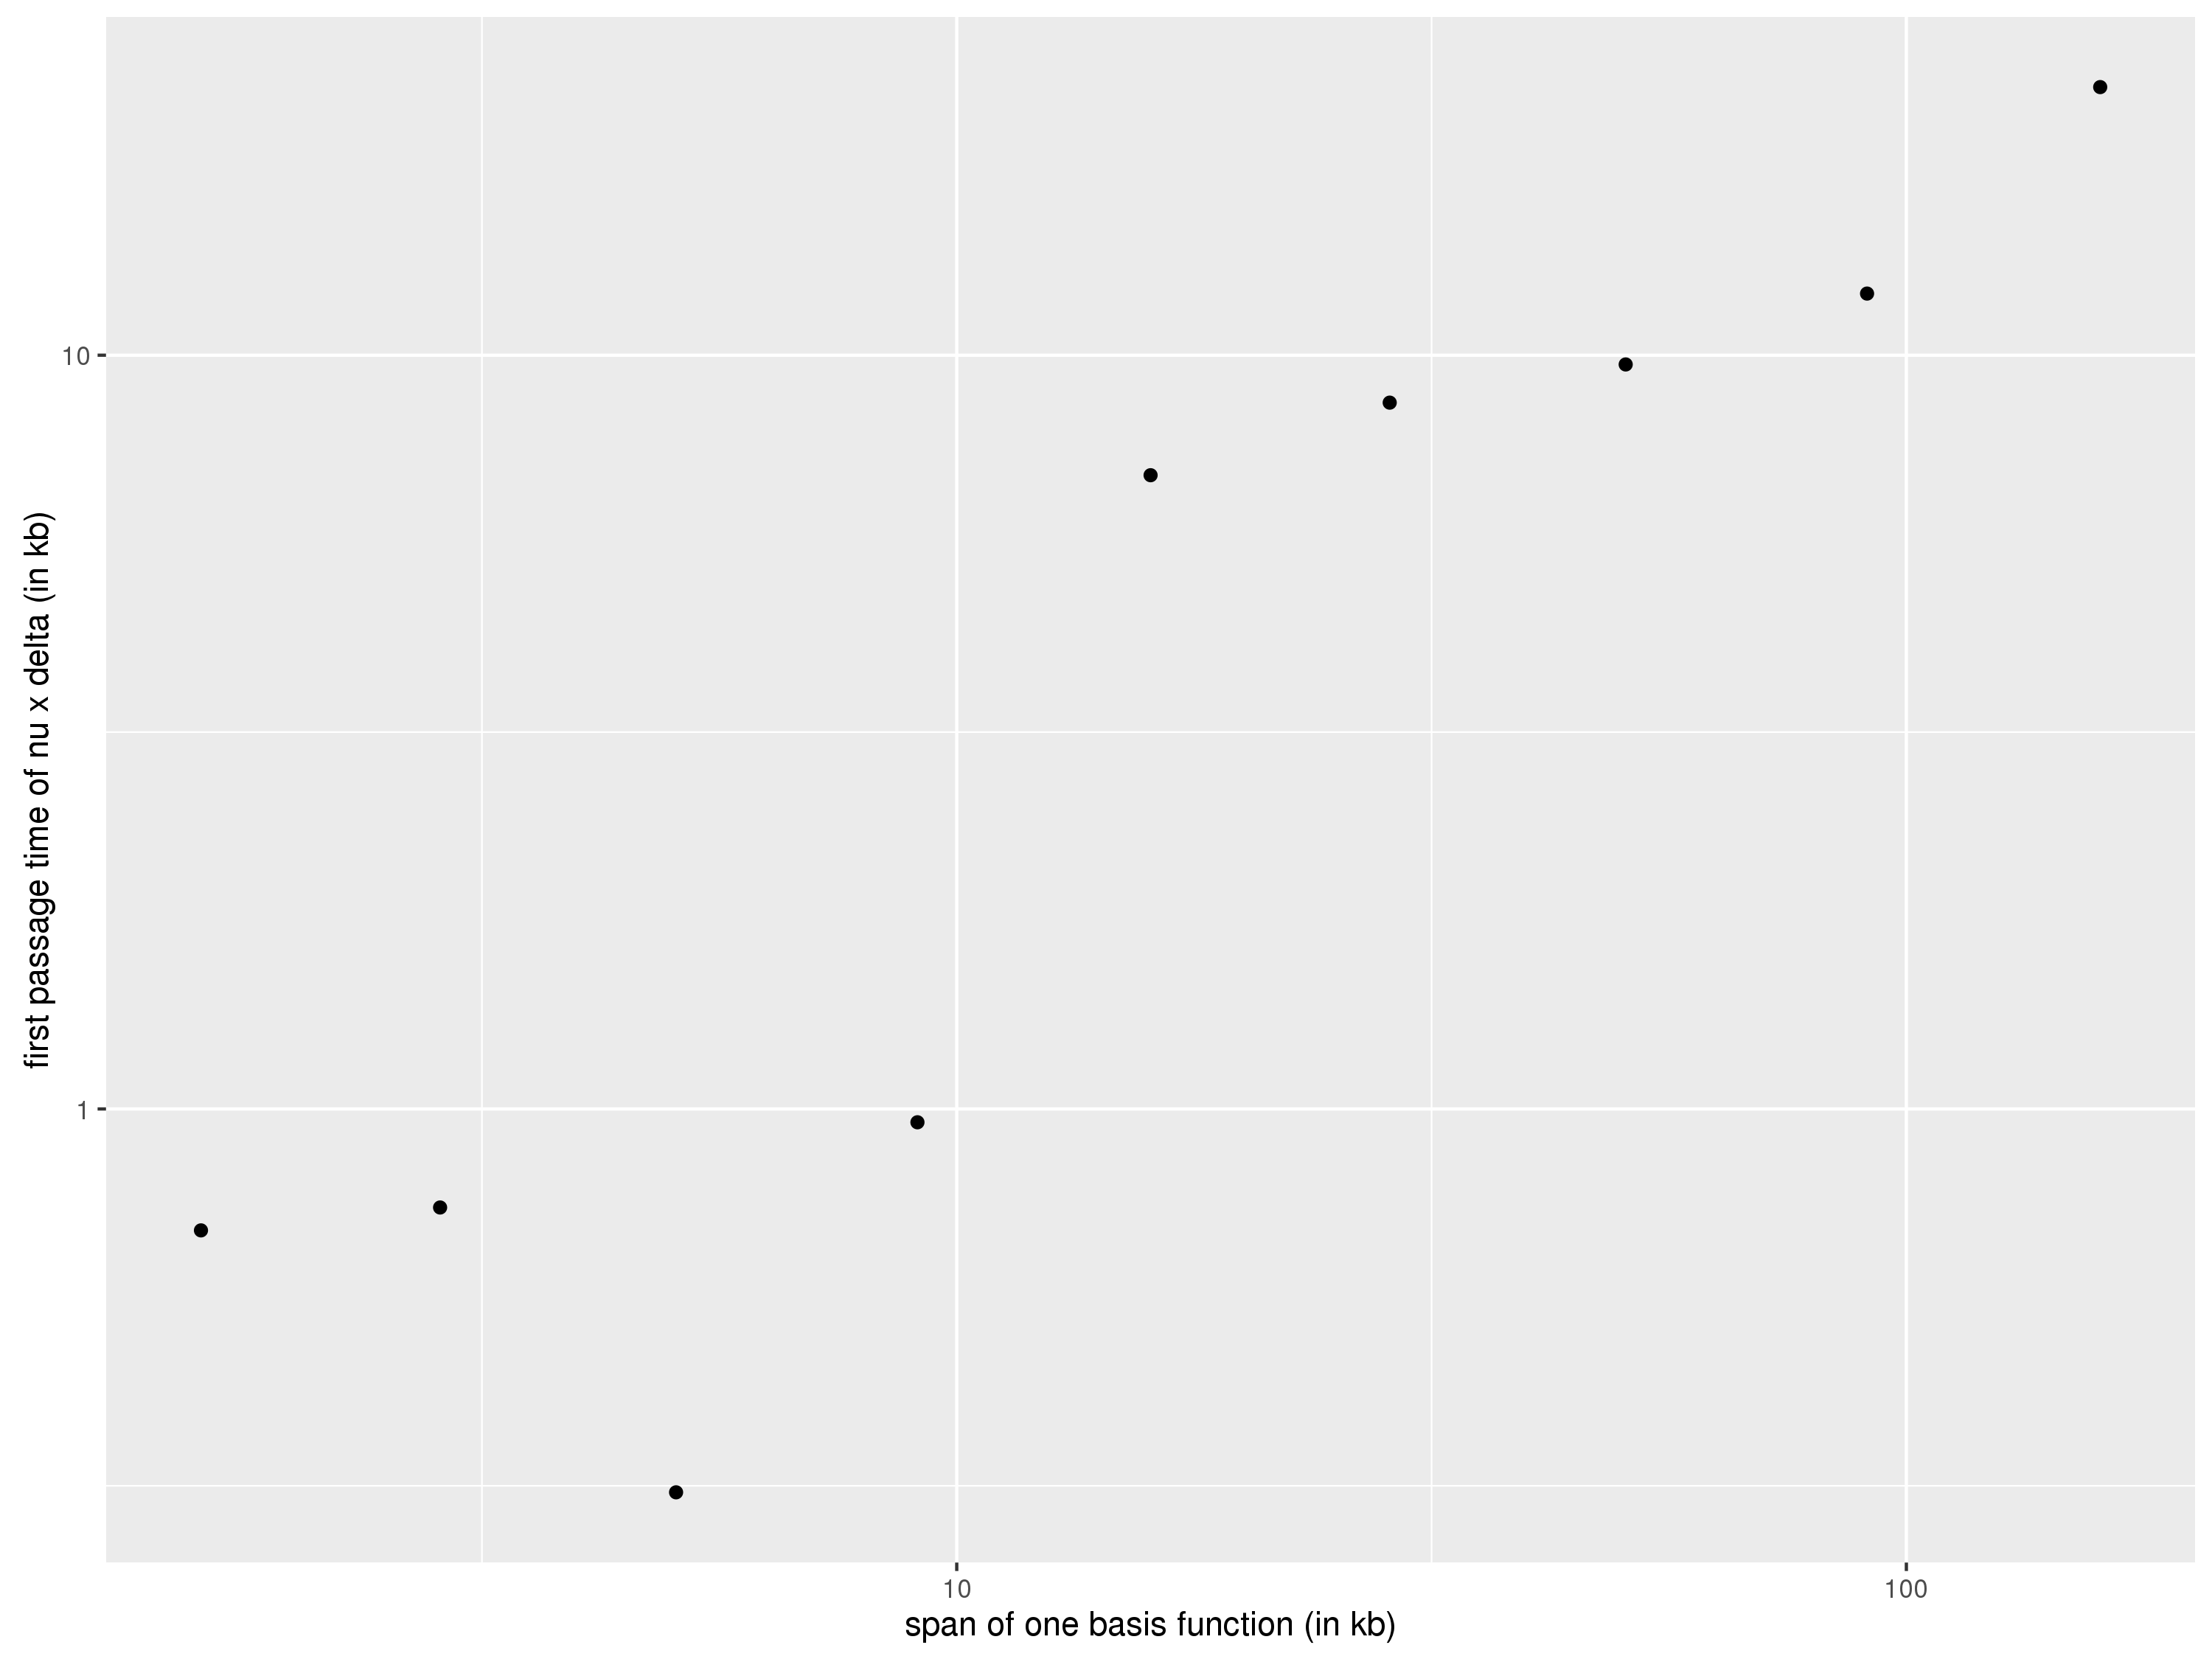 first passage time of nu x delta (in kb)
10
1
10
100
span of one basis function (in kb)